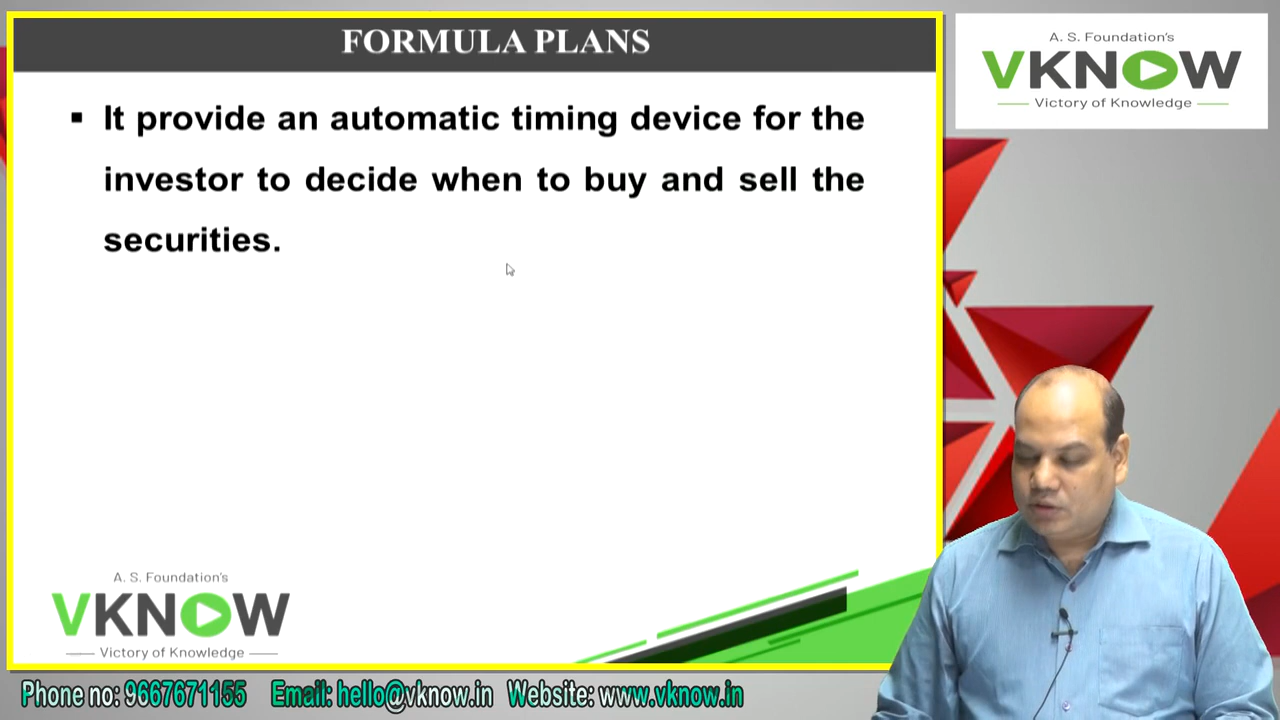 FORMULA PLANS
▪ It provide an automatic timing device for the
investor to decide when to buy and sell the
securities.
A. S. Foundation's
VKNOW
Victory of Knowledge
A. S. Foundation's
VKNOW
Victory of Knowledge
Phone no: 9667671155 Email: hello@vknow.in Website: www.vknow.in